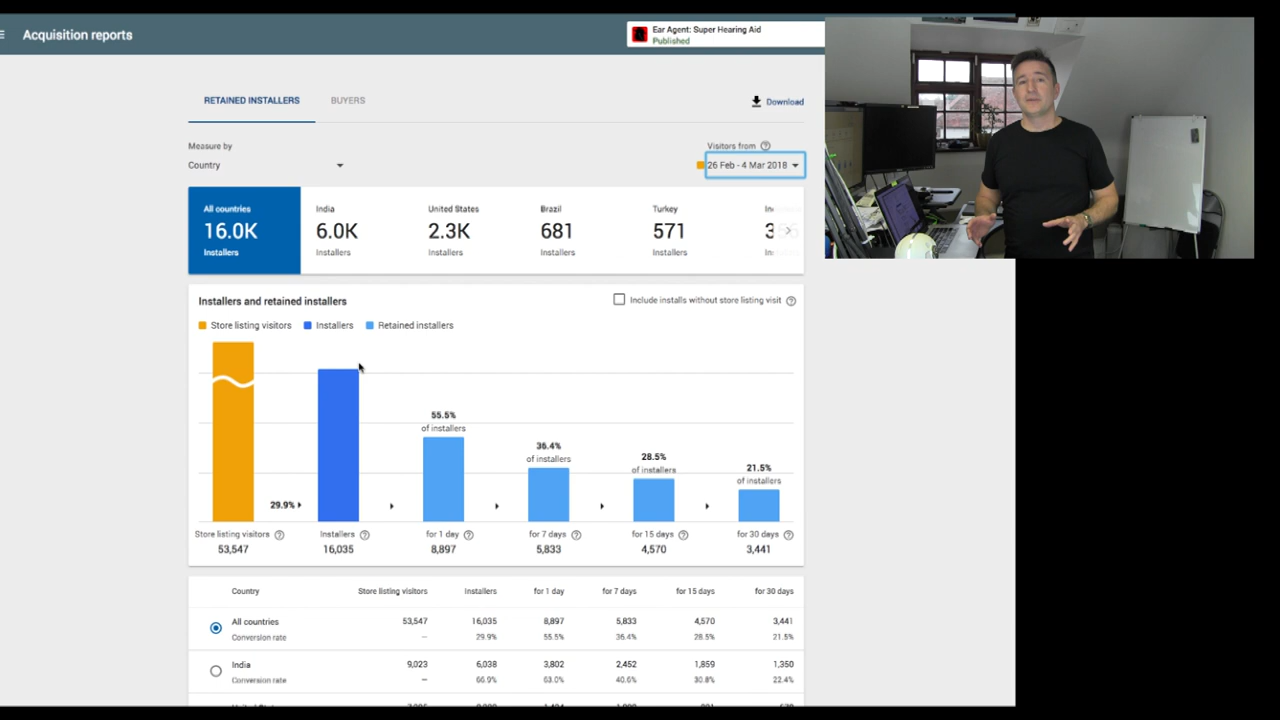 Acquisition reports
Ear Agent: Super Hearing Aid
Published
RETAINED INSTALLERS
BUYERS
Download
Measure by
Visitors from
Country
26 Feb - 4 Mar 2018
All countries
16.0K
Installers
India
6.0K
Installers
United States
2.3K
Installers
Brazil
681
Installers
Turkey
571
Installers
Installers and retained installers
Include installs without store listing visit
Store listing visitors
Installers
Retained installers
55.5%
of installers
36.4%
of installers
28.5%
of installers
21.5%
of installers
29.9%
Store listing visitors
53,547
Installers
16,035
for 1 day
8,897
for 7 days
5,833
for 15 days
4,570
for 30 days
3,441
Country Store listing visitors Installers for 1 day for 7 days for 15 days for 30 days
All countries 53,547 16,035 8,897 5,833 4,570 3,441
Conversion rate — 29.9% 55.5% 36.4% 28.5% 21.5%
India 9,023 6,038 3,802 2,452 1,859 1,350
Conversion rate — 66.9% 63.0% 40.6% 30.8% 22.4%